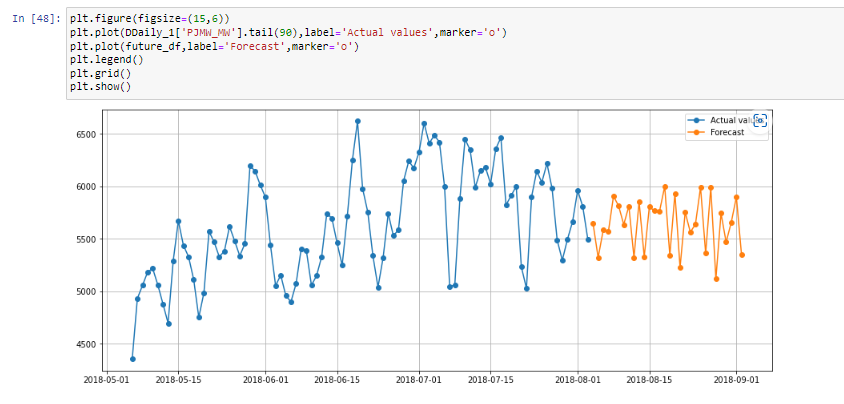 In [48]: plt.figure(figsize=(15,6))
plt.plot(DDaily_1['PJMW_MW'].tail(90),label='Actual values',marker='o')
plt.plot(future_df,label='Forecast',marker='o')
plt.legend()
plt.grid()
plt.show()
Actual values
Forecast
6500
6000
5500
5000
4500
2018-05-01 2018-05-15 2018-06-01 2018-06-15 2018-07-01 2018-07-15 2018-08-01 2018-08-15 2018-09-01